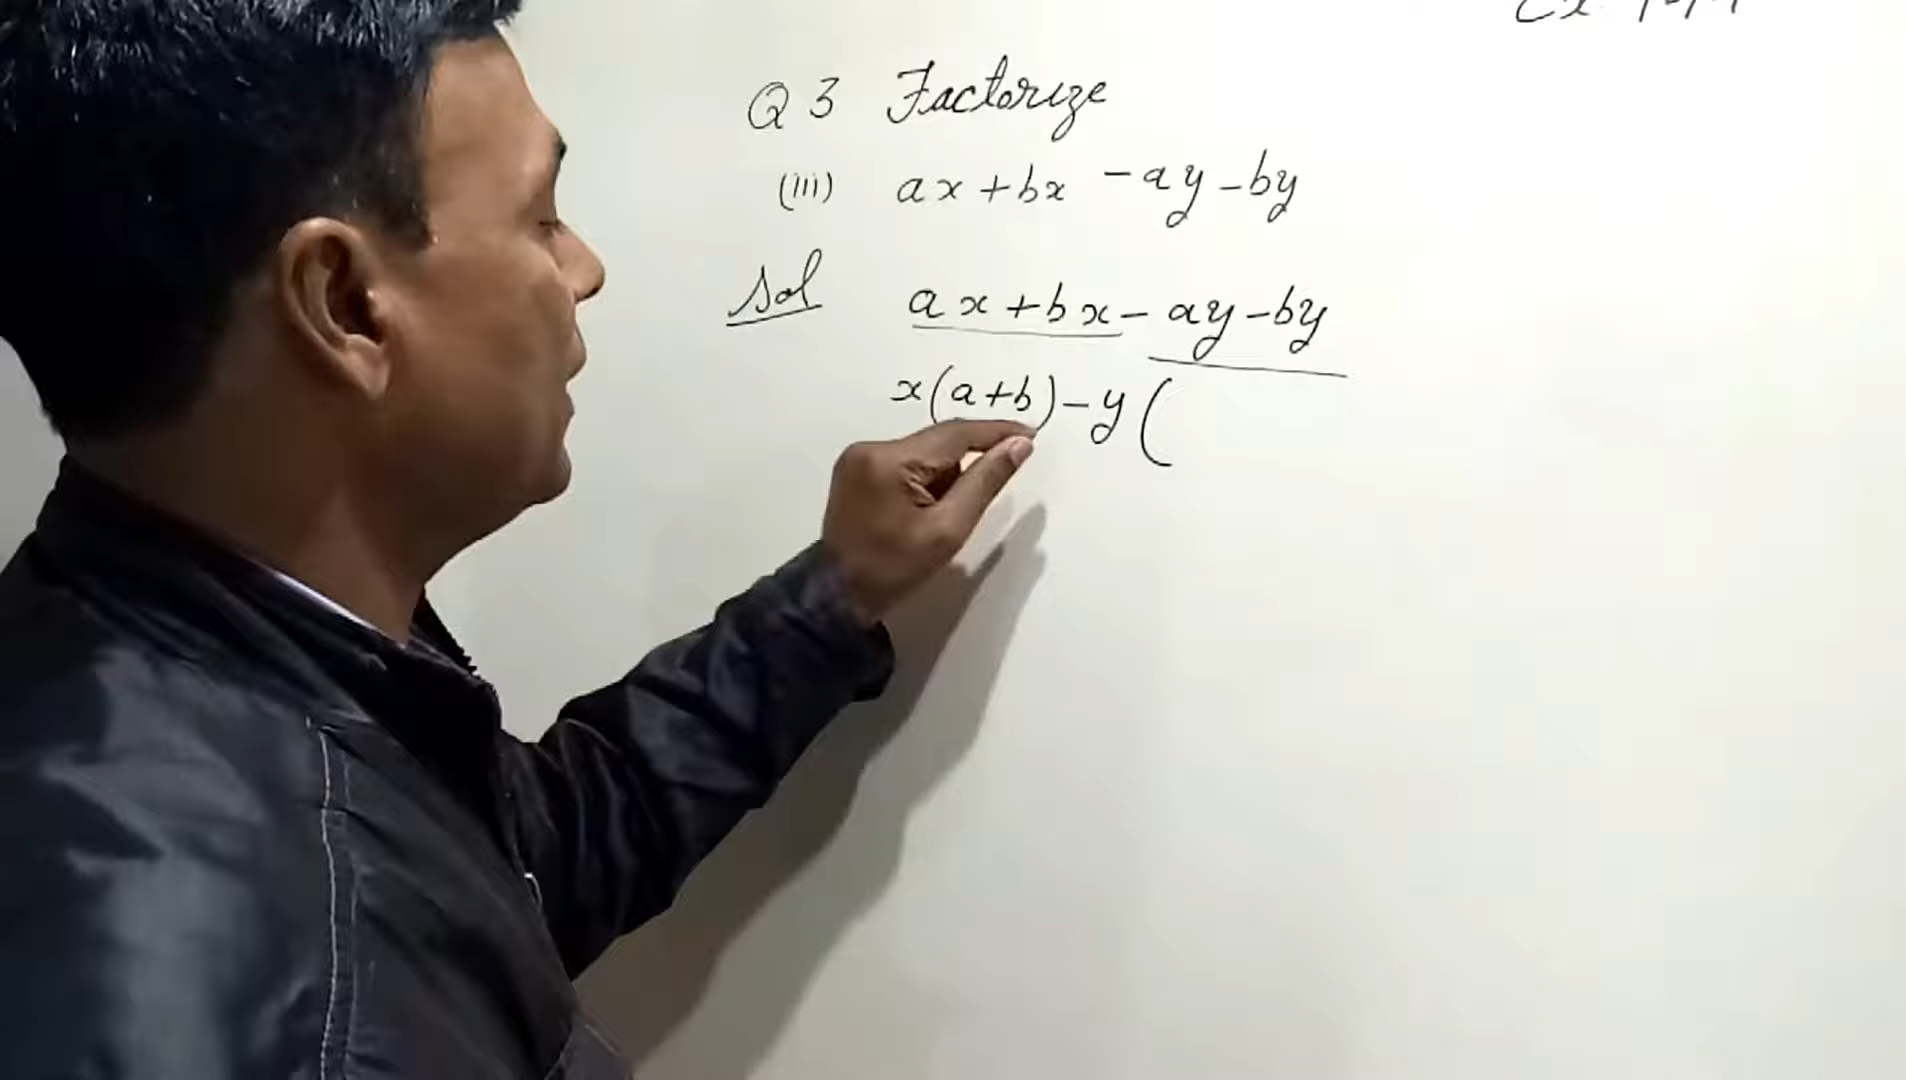 Q 3 Factorize
(iii) ax + bx - ay - by
Sol ax + bx - ay - by
x(a+b) - y(